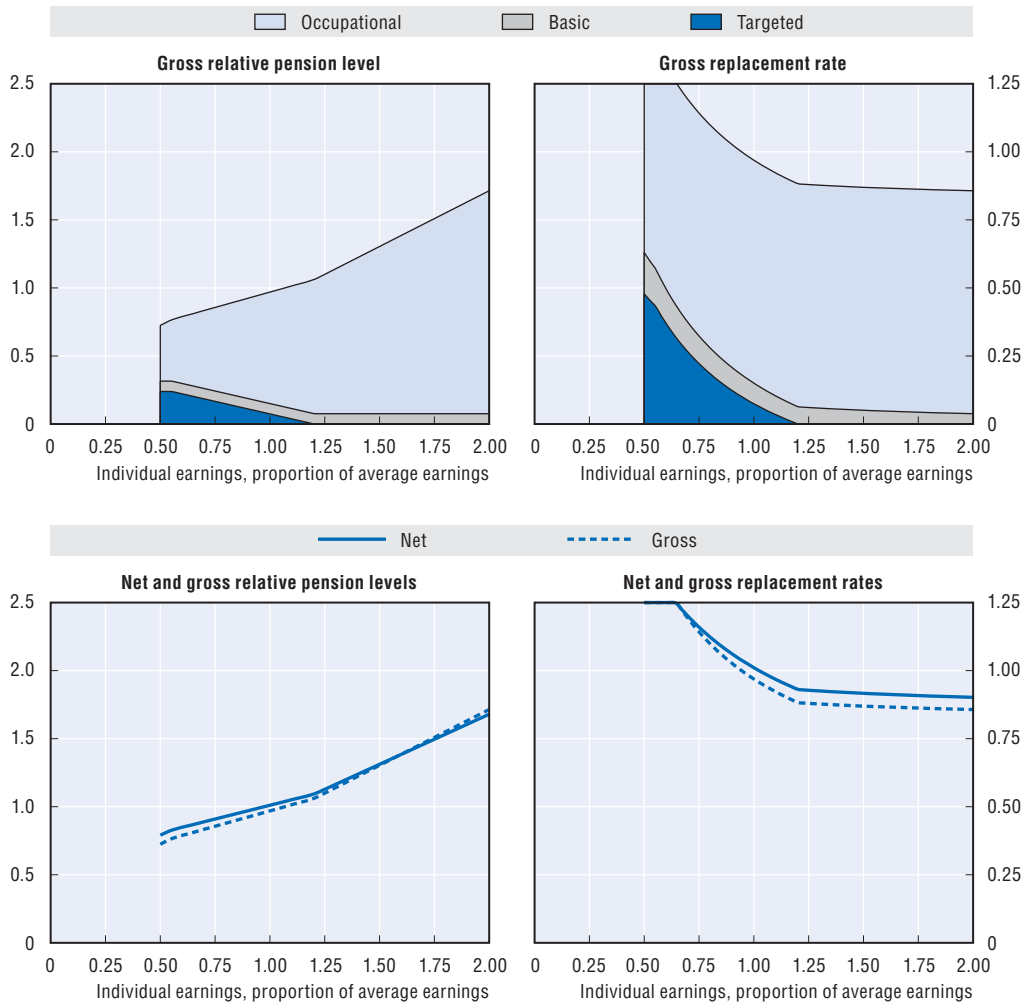 Occupational Basic Targeted
Gross relative pension level
Gross replacement rate
2.5
2.0
1.5
1.0
0.5
0
1.25
1.00
0.75
0.50
0.25
0
0 0.25 0.50 0.75 1.00 1.25 1.50 1.75 2.00
0 0.25 0.50 0.75 1.00 1.25 1.50 1.75 2.00
Individual earnings, proportion of average earnings
Individual earnings, proportion of average earnings
Net Gross
Net and gross relative pension levels
Net and gross replacement rates
2.5
2.0
1.5
1.0
0.5
0
1.25
1.00
0.75
0.50
0.25
0
0 0.25 0.50 0.75 1.00 1.25 1.50 1.75 2.00
0 0.25 0.50 0.75 1.00 1.25 1.50 1.75 2.00
Individual earnings, proportion of average earnings
Individual earnings, proportion of average earnings